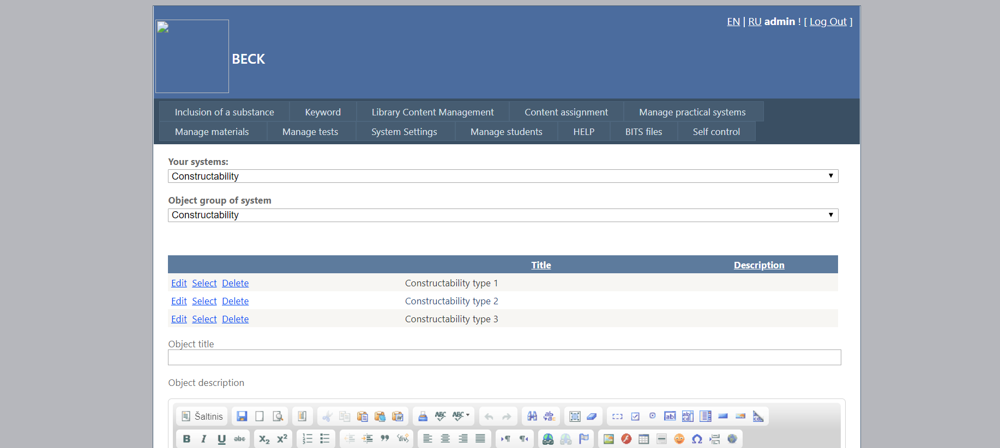 EN | RU admin ! [ Log Out ]
BECK
Inclusion of a substance Keyword Library Content Management Content assignment Manage practical systems
Manage materials Manage tests System Settings Manage students HELP BITS files Self control
Your systems:
Constructability
Object group of system
Constructability
Title Description
Edit Select Delete Constructability type 1
Edit Select Delete Constructability type 2
Edit Select Delete Constructability type 3
Object title
Object description
Šaltinis